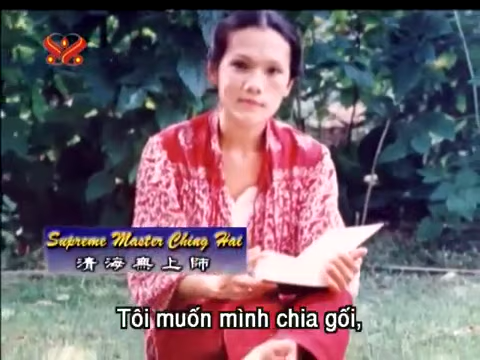 Supreme Master Ching Hai
清海無上師
Tôi muốn mình chia gối,